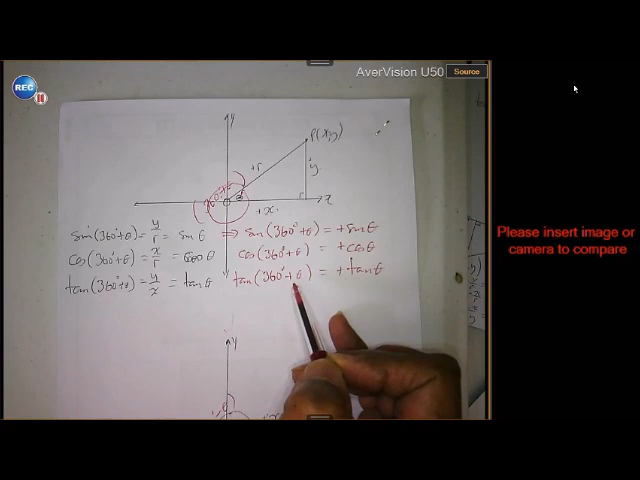 AverVision U50 Source
REC
y
P(x,y)
+r
y
360°+θ
θ
x
+x
sin(360°+θ) = y/r = sin θ ⇒ sin(360°+θ) = +sin θ
cos(360°+θ) = x/r = cos θ cos(360°+θ) = +cos θ
tan(360°+θ) = y/x = tan θ tan(360°+θ) = + tan θ
y
Please insert image or
camera to compare